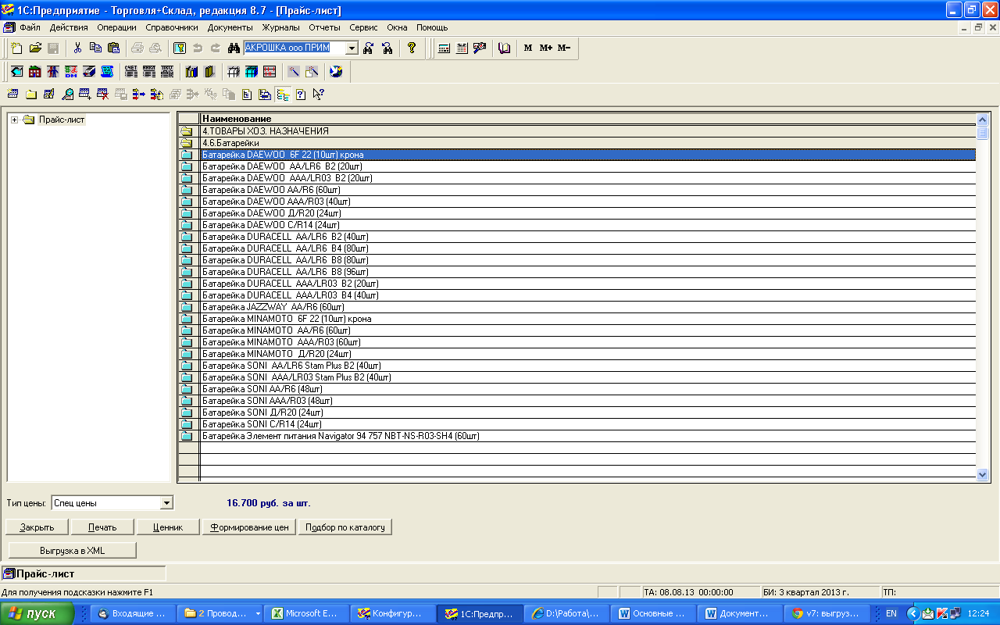 1С:Предприятие - Торговля+Склад, редакция 8.7 - [Прайс-лист]
Файл Действия Операции Справочники Документы Журналы Отчеты Сервис Окна Помощь
АКРОШКА ооо ПРИМ M M+ M-
Прайс-лист
Наименование
4.ТОВАРЫ ХОЗ. НАЗНАЧЕНИЯ
4.6.Батарейки
Батарейка DAEWOO 6F 22 (10шт) крона
Батарейка DAEWOO AA/LR6 B2 (20шт)
Батарейка DAEWOO AAA/LR03 B2 (20шт)
Батарейка DAEWOO AA/R6 (60шт)
Батарейка DAEWOO AAA/R03 (40шт)
Батарейка DAEWOO Д/R20 (24шт)
Батарейка DAEWOO С/R14 (24шт)
Батарейка DURACELL AA/LR6 B2 (40шт)
Батарейка DURACELL AA/LR6 B4 (80шт)
Батарейка DURACELL AA/LR6 B8 (80шт)
Батарейка DURACELL AA/LR6 B8 (96шт)
Батарейка DURACELL AAA/LR03 B2 (20шт)
Батарейка DURACELL AAA/LR03 B4 (40шт)
Батарейка JAZZWAY AA/R6 (60шт)
Батарейка MINAMOTO 6F 22 (10шт) крона
Батарейка MINAMOTO AA/R6 (60шт)
Батарейка MINAMOTO AAA/R03 (60шт)
Батарейка MINAMOTO Д/R20 (24шт)
Батарейка SONI AA/LR6 Stam Plus B2 (40шт)
Батарейка SONI AAA/LR03 Stam Plus B2 (40шт)
Батарейка SONI AA/R6 (48шт)
Батарейка SONI AAA/R03 (48шт)
Батарейка SONI Д/R20 (24шт)
Батарейка SONI С/R14 (24шт)
Батарейка Элемент питания Navigator 94 757 NBT-NS-R03-SH4 (60шт)
Тип цены: Спец цены 16.700 руб. за шт.
Закрыть Печать Ценник Формирование цен Подбор по каталогу
Выгрузка в XML
Прайс-лист
Для получения подсказки нажмите F1 ТА: 08.08.13 00:00:00 БИ: 3 квартал 2013 г. ТП:
пуск Входящие ... 2 Провод... Microsoft E... Конфигур... 1С:Предпр... D:\Работа\... Основные ... Документ... v7: выгруз... EN 12:24